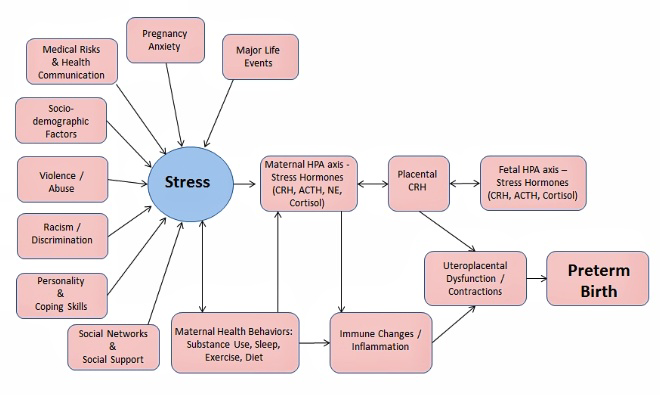 Pregnancy
Anxiety
Medical Risks
& Health
Communication
Major Life
Events
Socio-
demographic
Factors
Violence /
Abuse
Racism /
Discrimination
Personality
&
Coping Skills
Social Networks
&
Social Support
Stress
Maternal HPA axis -
Stress Hormones
(CRH, ACTH, NE,
Cortisol)
Placental
CRH
Fetal HPA axis –
Stress Hormones
(CRH, ACTH, Cortisol)
Maternal Health Behaviors:
Substance Use, Sleep,
Exercise, Diet
Immune Changes /
Inflammation
Uteroplacental
Dysfunction /
Contractions
Preterm
Birth